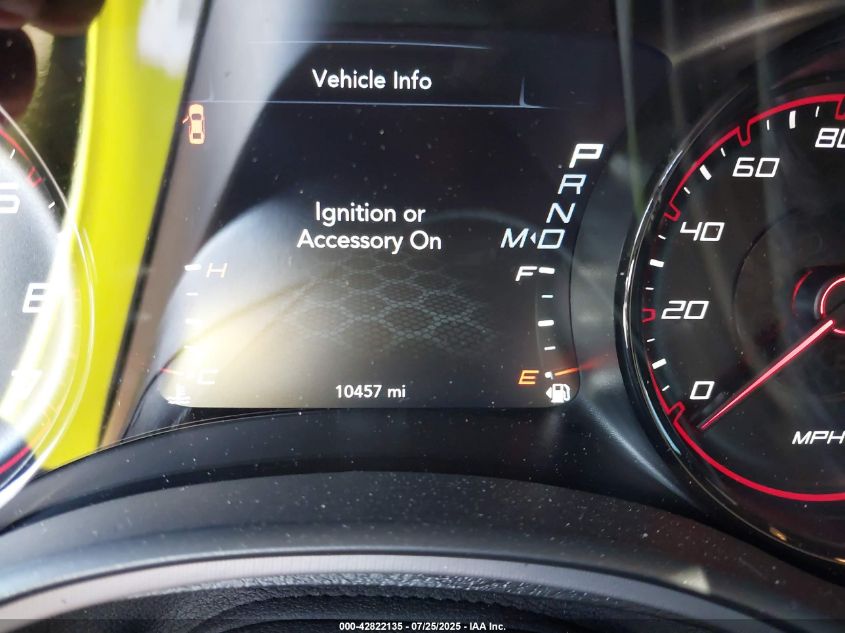 Vehicle Info
P
R
N
M D
Ignition or
Accessory On
H
C
F
E
10457 mi
80
60
40
20
0
MPH
7
000-42822135 - 07/25/2025 - IAA Inc.